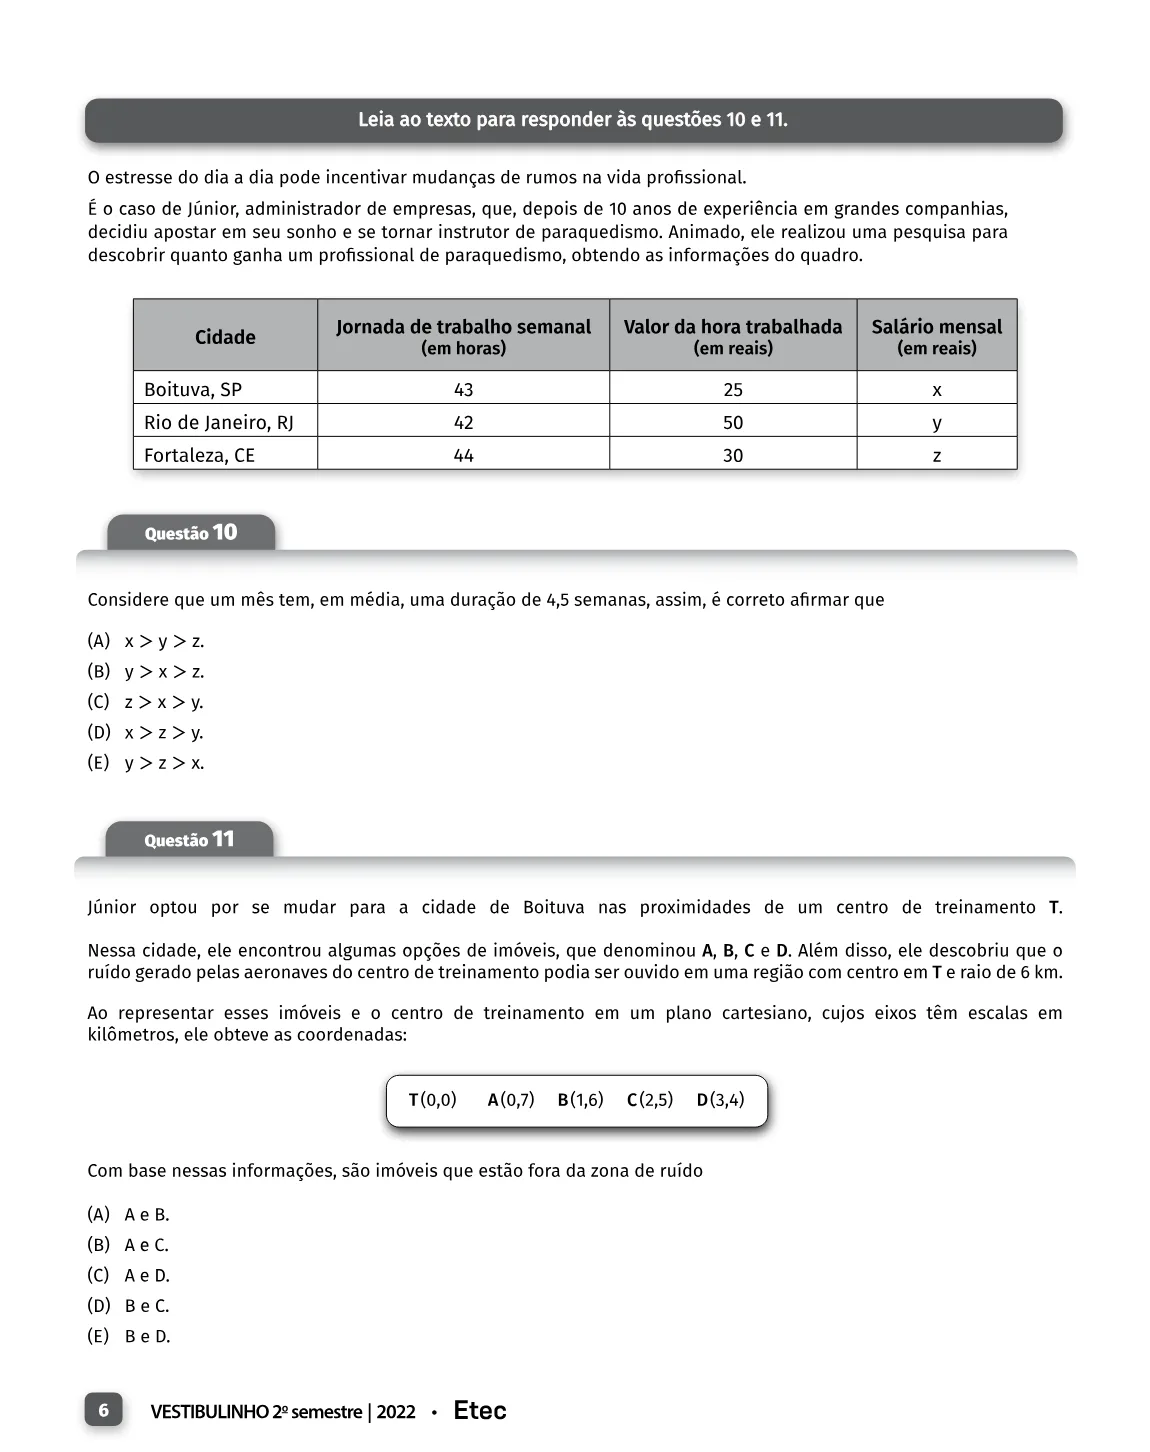 Leia ao texto para responder às questões 10 e 11.
O estresse do dia a dia pode incentivar mudanças de rumos na vida profissional.
É o caso de Júnior, administrador de empresas, que, depois de 10 anos de experiência em grandes companhias,
decidiu apostar em seu sonho e se tornar instrutor de paraquedismo. Animado, ele realizou uma pesquisa para
descobrir quanto ganha um profissional de paraquedismo, obtendo as informações do quadro.
Cidade Jornada de trabalho semanal (em horas) Valor da hora trabalhada (em reais) Salário mensal (em reais)
Boituva, SP 43 25 x
Rio de Janeiro, RJ 42 50 y
Fortaleza, CE 44 30 z
Questão 10
Considere que um mês tem, em média, uma duração de 4,5 semanas, assim, é correto afirmar que
(A) x > y > z.
(B) y > x > z.
(C) z > x > y.
(D) x > z > y.
(E) y > z > x.
Questão 11
Júnior optou por se mudar para a cidade de Boituva nas proximidades de um centro de treinamento T.
Nessa cidade, ele encontrou algumas opções de imóveis, que denominou A, B, C e D. Além disso, ele descobriu que o
ruído gerado pelas aeronaves do centro de treinamento podia ser ouvido em uma região com centro em T e raio de 6 km.
Ao representar esses imóveis e o centro de treinamento em um plano cartesiano, cujos eixos têm escalas em
kilômetros, ele obteve as coordenadas:
T(0,0) A(0,7) B(1,6) C(2,5) D(3,4)
Com base nessas informações, são imóveis que estão fora da zona de ruído
(A) A e B.
(B) A e C.
(C) A e D.
(D) B e C.
(E) B e D.
6 VESTIBULINHO 2º semestre | 2022 • Etec